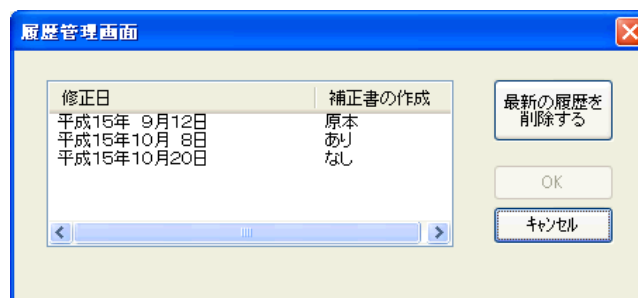 履歴管理画面
修正日 補正書の作成
平成15年 9月12日 原本
平成15年10月 8日 あり
平成15年10月20日 なし
最新の履歴を
削除する
OK
キャンセル